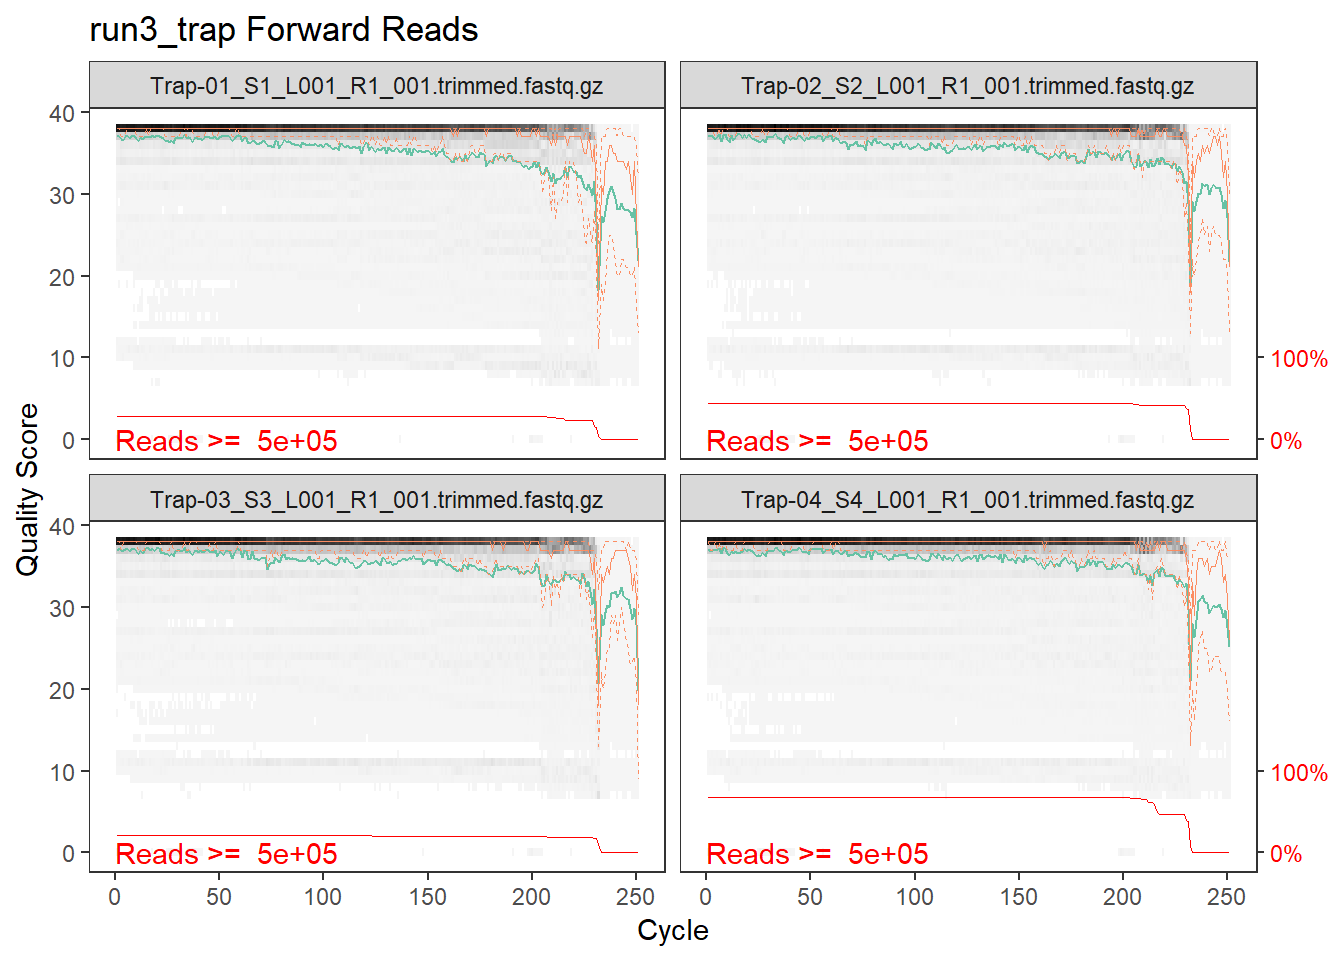 run3_trap Forward Reads
Trap-01_S1_L001_R1_001.trimmed.fastq.gz
Trap-02_S2_L001_R1_001.trimmed.fastq.gz
40
30
20
10
0
Reads >=  5e+05
Reads >=  5e+05
100%
0%
Trap-03_S3_L001_R1_001.trimmed.fastq.gz
Trap-04_S4_L001_R1_001.trimmed.fastq.gz
40
30
20
10
0
Reads >=  5e+05
Reads >=  5e+05
100%
0%
0 50 100 150 200 250
0 50 100 150 200 250
Cycle
Quality Score